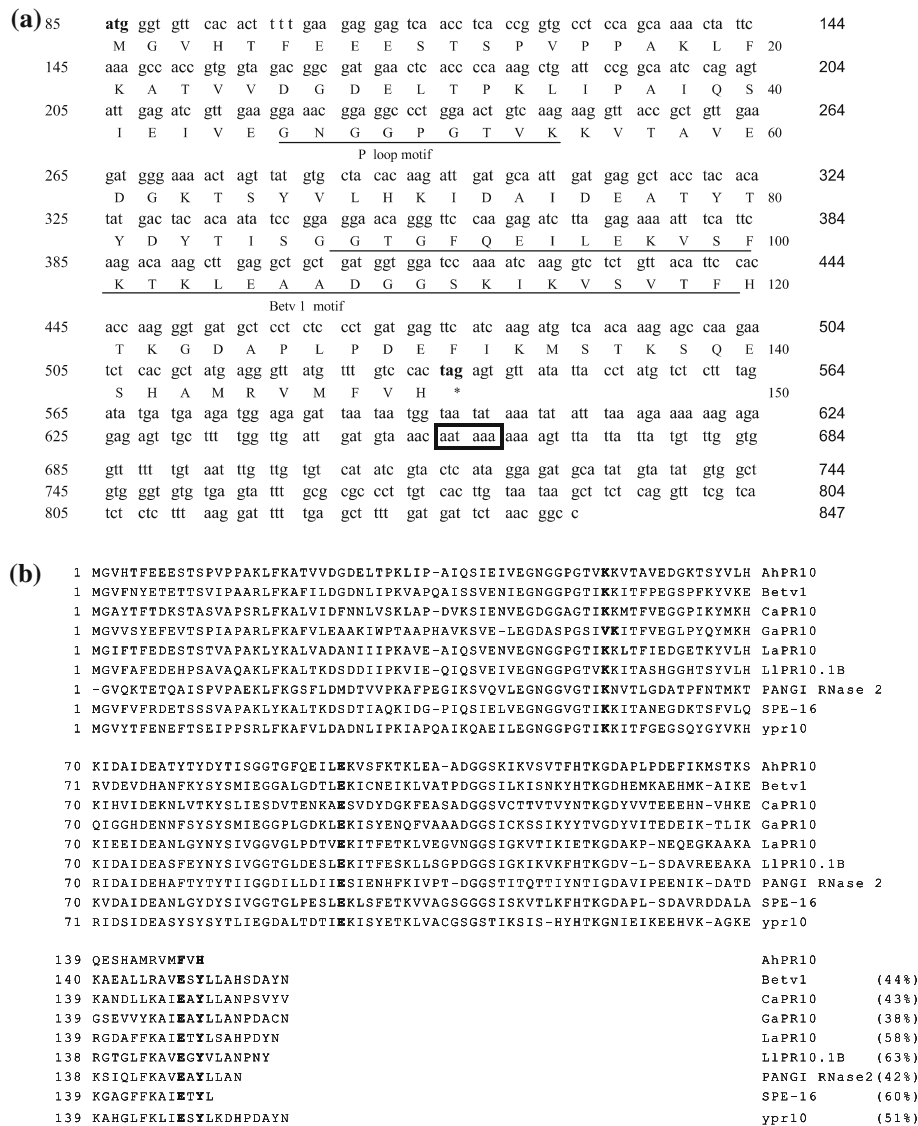 (a)
85 atg ggt gtt cac act t t t gaa gag gag tca acc tca ccg gtg cca cca gca aaa cta ttc 144
M G V H T F E E E S T S P V P P A K L F 20
145 aaa gcc acc gtg gta gac ggc gat gaa ctc acc cca aag ctg att ccg gca atc cag agt 204
K A T V V D G D E L T P K L I P A I Q S 40
205 att gag atc gtt gaa gga aac gga ggc cct gga act gtc aag aag gtt acc gct gtt gaa 264
I E I V E G N G G P G T V K K V T A V E 60
P loop motif
265 gat ggg aaa act agt tat gtg cta cac aag att gat gca att gat gag gct acc tac aca 324
D G K T S Y V L H K I D A I D E A T Y T 80
325 tat gac tac aca ata tcc gga gga aca ggg ttc caa gag atc tta gag aaa att tca ttc 384
Y D Y T I S G G T G F Q E I L E K V S F 100
385 aag aca aag ctt gag gct gct gat ggt gga tcc aaa atc aag gtc tct gtt aca ttc cac 444
K T K L E A A D G G S K I K V S V T F H 120
Betv 1 motif
445 acc aag ggt gat gct cct ctc cct gat gag ttc atc aag atg tca aca aag agc caa gaa 504
T K G D A P L P D E F I K M S T K S Q E 140
505 tct cac gct atg agg gtt atg ttt gtc cac tag agt gtt ata tta cct atg tct ctt tag 564
S H A M R V M F V H * 150
565 ata tga tga aga tgg aga gat taa taa tgg taa tat aaa tat att taa aga aaa aag aga 624
625 gag agt tgc ttt tgg ttg att gat gta aac aat aaa aaa agt tta tta tta tgt ttg gtg 684
685 gtt ttt tgt aat ttg ttg tgt cat atc gta ctc ata gga gat gca tat gta tat gtg gct 744
745 gtg ggt gtg tga gta ttt gcg cgc cct tgt cac ttg taa taa gct tct cag gtt tcg tca 804
805 tct ctc ttt aag gat ttt tga gct ttt gat gat tct aac ggc c 847
(b)
1 MGVHTFEEESTSPVPPAKLFKATVVDGDELTPKLIP-AIQSIEIVEGNGGPGTVKKVTAVEDGKTSYVLH AhPR10
1 MGVFNYETETTSVIPAARLFKAFILDGDNLIPKVAPQAISSVENIEGNGGPGTIKKITFPEGSPFKYVKE Betv1
1 MGAYTFTDKSTASVAPSRLFKALVIDFNNLVSKLAP-DVKSIENVEGDGGAGTIKKMTFVEGGPIKYMKH CaPR10
1 MGVVSYEFEVTSPIAPARLFKAFVLEAAKIWPTAAPHAVKSVE-LEGDASPGSIVKITFVEGLPYQYMKH GaPR10
1 MGIFTFEDESTSTVAPAKLYKALVKDADNLVPKAVE-AIQSVENVEGNGGPGTIKKLTFIEDGETKYVLH LaPR10
1 MGVFAFEDEHPSAVAQAKLFKALTKDSDDIIPKVIE-QIQSVEIVEGNGGPGTVKKITASHGGHTSYVLH LlPR10.1B
1 -GVQKTETQAISPVPAEKLFKGSFLDMDTVVPKAFPEGIKSVQVLEGNGGVGTIKNVTLGDATPFNTMKT PANGI RNase 2
1 MGVFVFRDETSSSVAPAKLYKALTKDSDTIAQKIDG-PIQSIELVEGNGGVGTIKKITANEGDKTSFVLQ SPE-16
1 MGVYTFENEFTSEIPPSRLFKAFVLDADNLIPKIAPQAIKQAEILEGNGGPGTIKKITFGEGSQYGYVKH ypr10
70 KIDAIDEATYTYDYTISGGTGFQEILEKVSFKTKLEA-ADGGSKIKVSVTFHTKGDAPLPDEFIKMSTKS AhPR10
71 RVDEVDHANFKYSYSMIEGGALGDTLEKICNEIKLVATPDGGSILKISNKYHTKGDHEMKAEHMK-AIKE Betv1
70 KIHVIDEKNLVTKYSLIESDVTENKAESVDYDGKFEASADGGSVCTTVTVYNTKGDYVVTEEEHN-VHKE CaPR10
70 QIGGHDENNFSYSYSMIEGGPLGDKLEKISYENQFVAAADGGSICKSSIKYYTVGDYVITEDEIK-TLIK GaPR10
70 KIEEIDEANLGYNYSIVGGVGLPDTVEKITFETKLVEGVNGGSIGKVTIKIETKGDAKP-NEQEGKAAKA LaPR10
70 KIDAIDEASFEYNYSIVGGTGLDESLEKITFESKLLSGPDGGSIGKIKVKFHTKGDV-L-SDAVREEAKA LlPR10.1B
70 RIDAIDEHAFTYTYTIIGGDILLDIIESIENHFKIVPT-DGGSTITQTTIYNTIGDAVIPEENIK-DATD PANGI RNase 2
70 KVDAIDEANLGYDYSIVGGTGLPESLEKLSFETKVVAGSGGGSISKVTLKFHTKGDAPL-SDAVRDDALA SPE-16
71 RIDSIDEASYSYSYTLIEGDALTDTIEKISYETKLVACGSGSTIKSIS-HYHTKGNIEIKEEHVK-AGKE ypr10
139 QESHAMRVMFVH AhPR10
140 KAEALLRAVESYLLAHSDAYN Betv1 (44%)
139 KANDLLKAIEAYLLANPSVYV CaPR10 (43%)
139 GSEVVYKAIEAYLLANPDACN GaPR10 (38%)
139 RGDAFFKAIETYLSAHPDYN LaPR10 (58%)
138 RGTGLFKAVEGYVLANPNY LlPR10.1B (63%)
138 KSIQLFKAVEAYLLAN PANGI RNase2 (42%)
139 KGAGFFKAIETYL SPE-16 (60%)
139 KAHGLFKLIESYLKDHPDAYN ypr10 (51%)